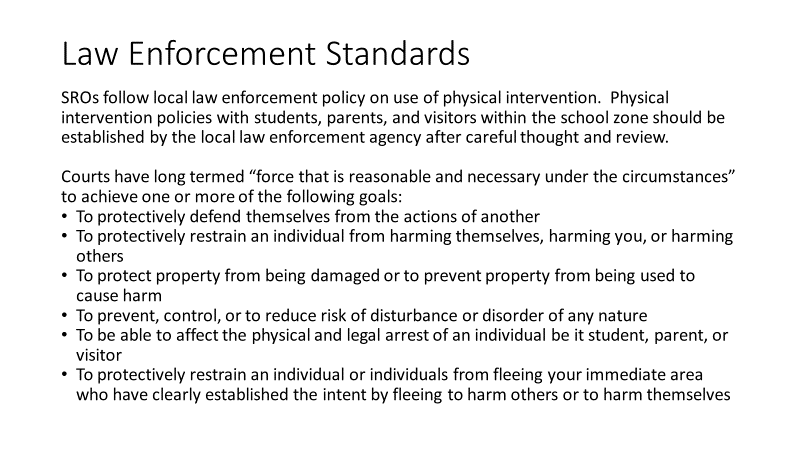 Law Enforcement Standards
SROs follow local law enforcement policy on use of physical intervention.  Physical
intervention policies with students, parents, and visitors within the school zone should be
established by the local law enforcement agency after careful thought and review.
Courts have long termed “force that is reasonable and necessary under the circumstances”
to achieve one or more of the following goals:
• To protectively defend themselves from the actions of another
• To protectively restrain an individual from harming themselves, harming you, or harming
others
• To protect property from being damaged or to prevent property from being used to
cause harm
• To prevent, control, or to reduce risk of disturbance or disorder of any nature
• To be able to affect the physical and legal arrest of an individual be it student, parent, or
visitor
• To protectively restrain an individual or individuals from fleeing your immediate area
who have clearly established the intent by fleeing to harm others or to harm themselves